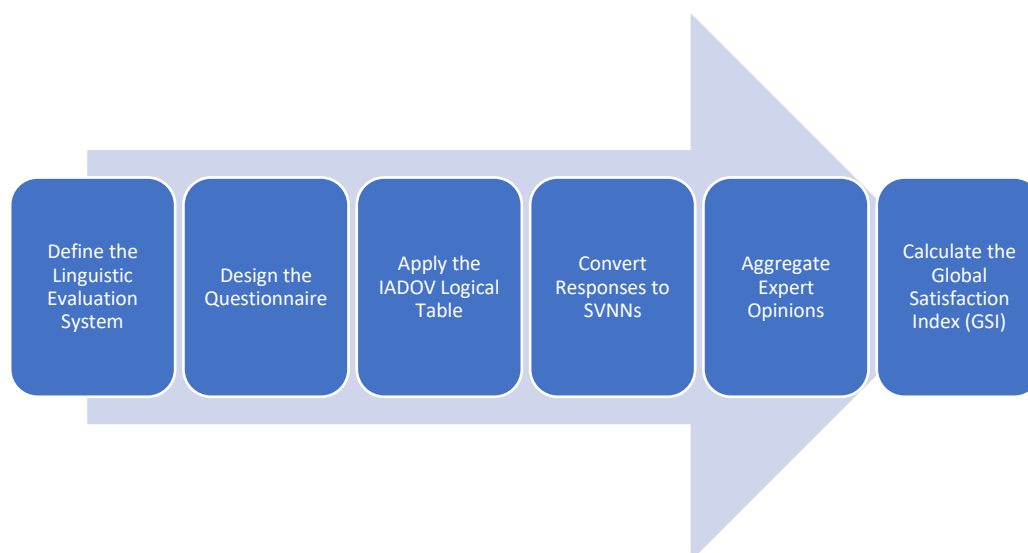 Define the
Linguistic
Evaluation
System
Design the
Questionnaire
Apply the
IADOV Logical
Table
Convert
Responses to
SVNNs
Aggregate
Expert
Opinions
Calculate the
Global
Satisfaction
Index (GSI)